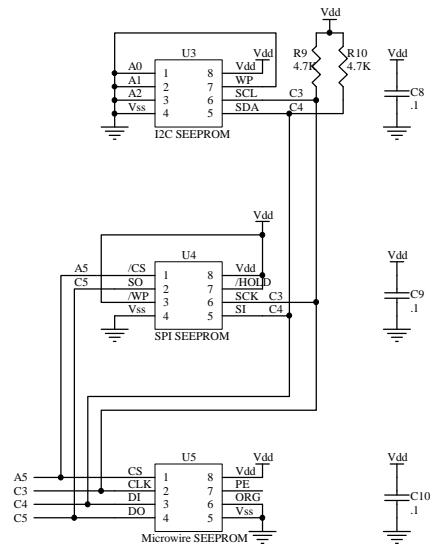 Vdd
U3
Vdd
R9
4.7K
R10
4.7K
Vdd
A0 1 8 Vdd
A1 2 7 WP
A2 3 6 SCL C3
Vss 4 5 SDA C4
I2C SEEPROM
C8
.1
Vdd
U4
Vdd
A5 /CS 1 8 Vdd
C5 SO 2 7 /HOLD
/WP 3 6 SCK C3
Vss 4 5 SI C4
SPI SEEPROM
C9
.1
U5
Vdd
Vdd
A5 CS 1 8 Vdd
C3 CLK 2 7 PE
C4 DI 3 6 ORG
C5 DO 4 5 Vss
Microwire SEEPROM
C10
.1